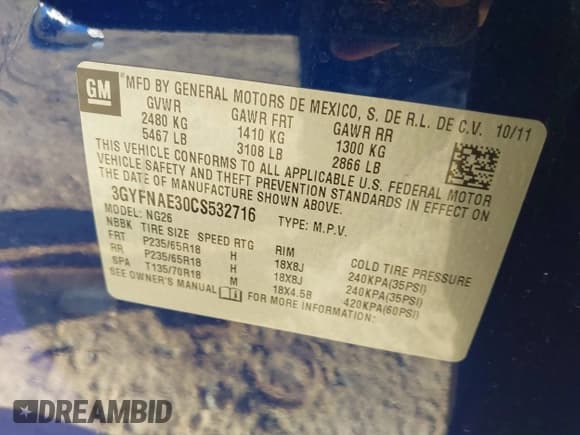 GM
MFD BY GENERAL MOTORS DE MEXICO, S. DE R.L. DE C.V. 10/11
GVWR GAWR FRT GAWR RR
2480 KG 1410 KG 1300 KG
5467 LB 3108 LB 2866 LB
THIS VEHICLE CONFORMS TO ALL APPLICABLE U.S. FEDERAL MOTOR
VEHICLE SAFETY AND THEFT PREVENTION STANDARDS IN EFFECT ON
THE DATE OF MANUFACTURE SHOWN ABOVE.
3GYFNAE30CS532716 TYPE: M.P.V.
MODEL: NG26
NBBK TIRE SIZE SPEED RTG RIM COLD TIRE PRESSURE
FRT P235/65R18 H 18X8J 240KPA(35PSI)
RR P235/65R18 H 18X8J 240KPA(35PSI)
SPA T135/70R18 M 18X4.5B 420KPA(60PSI)
SEE OWNER'S MANUAL FOR MORE INFORMATION:
DREAMBID